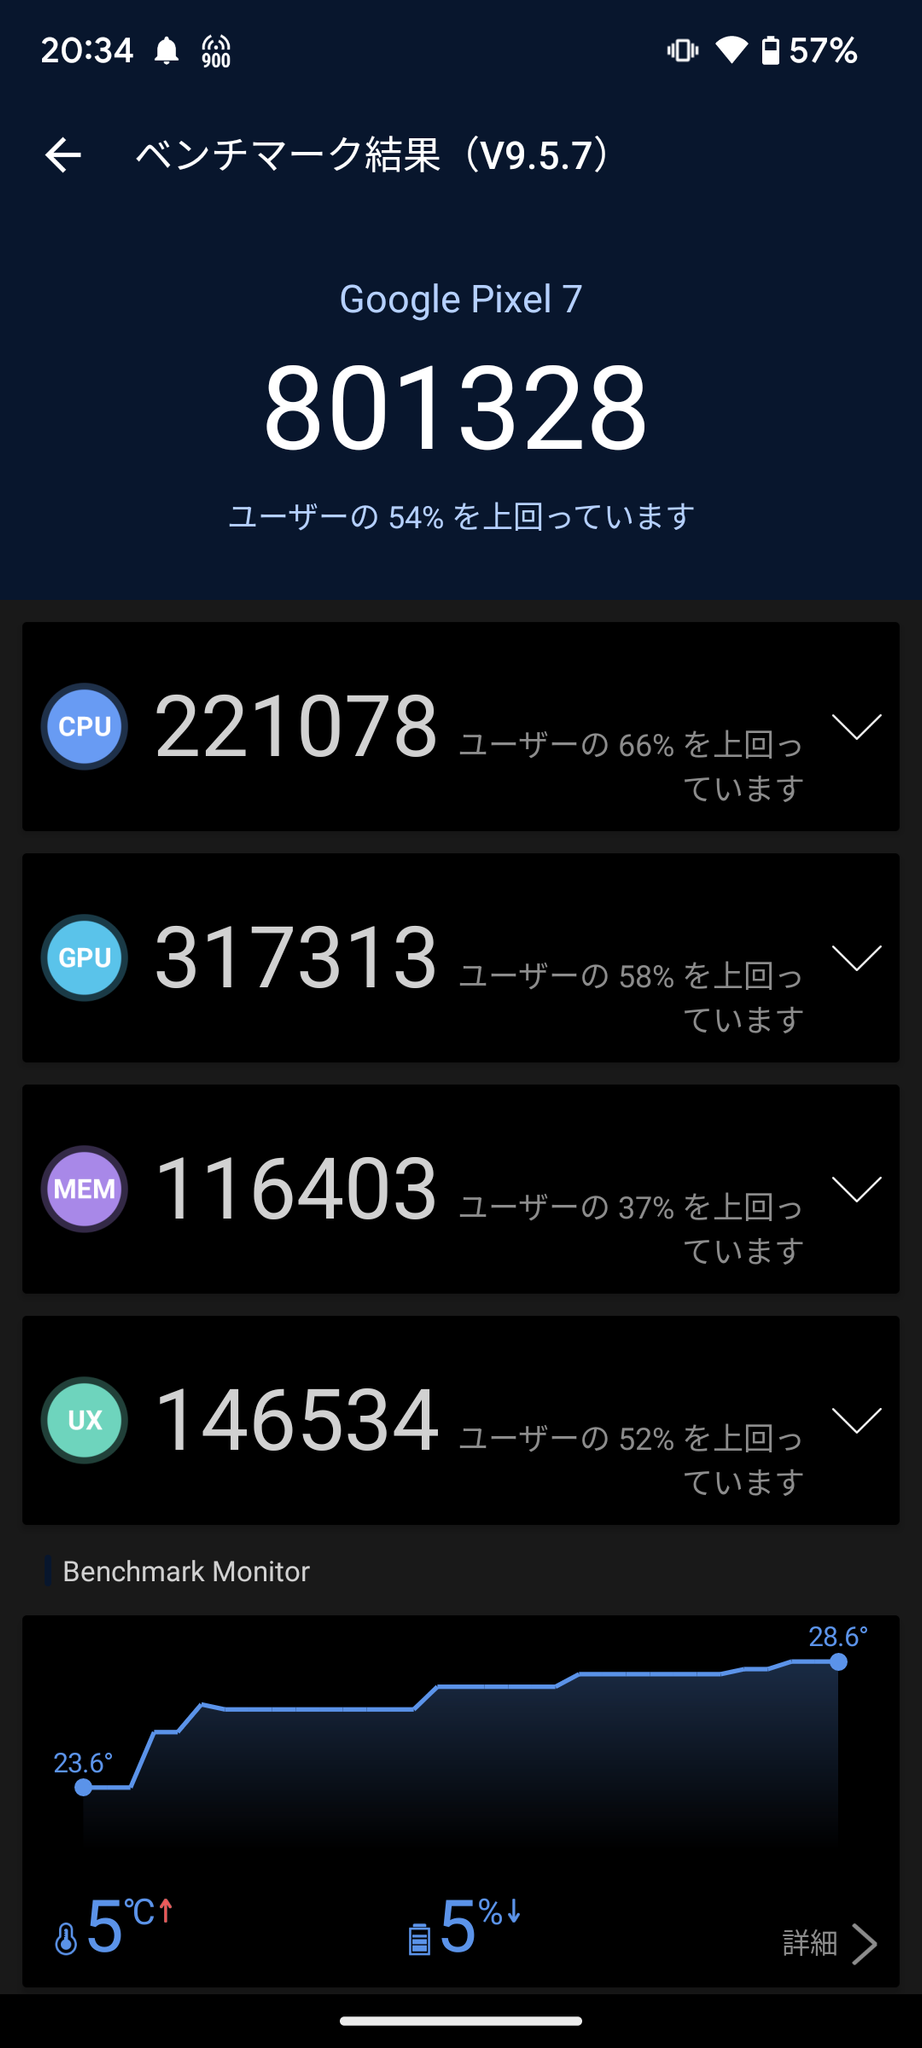 20:34 900 57%
ベンチマーク結果（V9.5.7）
Google Pixel 7
801328
ユーザーの 54% を上回っています
CPU 221078 ユーザーの 66% を上回っ
ています
GPU 317313 ユーザーの 58% を上回っ
ています
MEM 116403 ユーザーの 37% を上回っ
ています
UX 146534 ユーザーの 52% を上回っ
ています
Benchmark Monitor
28.6°
23.6°
5℃↑ 5%↓ 詳細